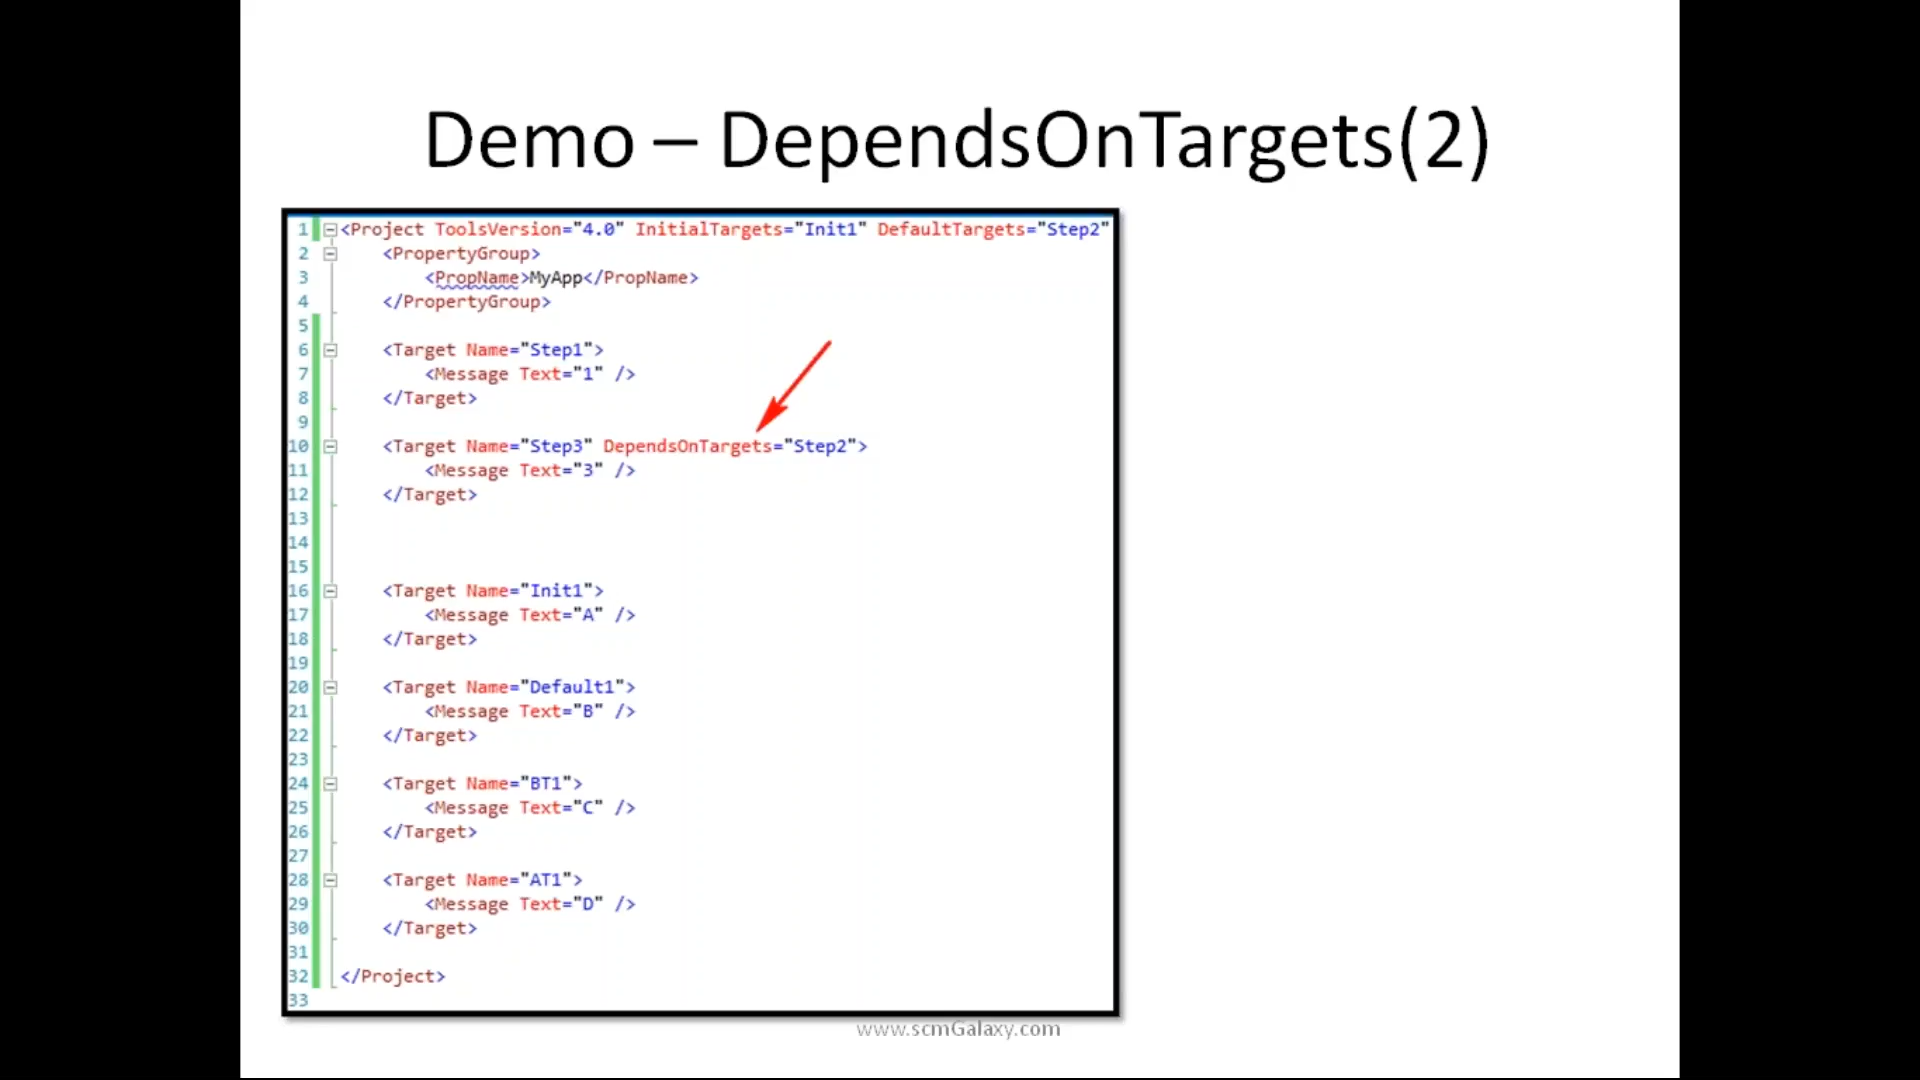 Demo – DependsOnTargets(2)
1 <Project ToolsVersion="4.0" InitialTargets="Init1" DefaultTargets="Step2"
2 <PropertyGroup>
3 <PropName>MyApp</PropName>
4 </PropertyGroup>
5
6 <Target Name="Step1">
7 <Message Text="1" />
8 </Target>
9
10 <Target Name="Step3" DependsOnTargets="Step2">
11 <Message Text="3" />
12 </Target>
13
14
15
16 <Target Name="Init1">
17 <Message Text="A" />
18 </Target>
19
20 <Target Name="Default1">
21 <Message Text="B" />
22 </Target>
23
24 <Target Name="BT1">
25 <Message Text="C" />
26 </Target>
27
28 <Target Name="AT1">
29 <Message Text="D" />
30 </Target>
31
32 </Project>
33
www.scmGalaxy.com